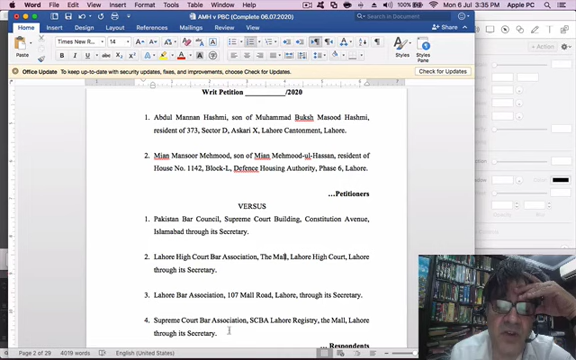 Word File Edit View Insert Format Tools Table Window Help Mon 6 Jul 3:35 PM Apple PC
AMH v PBC (Complete 06.07.2020)
Search in Document
Home Insert Design Layout
Share
Times New R... 14
Paste
Styles
Styles Pane
+ Action
Office Update To keep up-to-date with security updates, fixes, and improvements, choose Check for Updates.
Check for Updates
Writ Petition __________/2020
1. Abdul Mannan Hashmi, son of Muhammad Buksh Masood Hashmi,
resident of 373, Sector D, Askari X, Lahore Cantonment, Lahore.
2. Mian Mansoor Mehmood, son of Mian Mehmood-ul-Hassan, resident of
House No. 1142, Block-L, Defence Housing Authority, Phase 6, Lahore.
...Petitioners
VERSUS
1. Pakistan Bar Council, Supreme Court Building, Constitution Avenue,
Islamabad through its Secretary.
2. Lahore High Court Bar Association, The Mall, Lahore High Court, Lahore
through its Secretary.
3. Lahore Bar Association, 107 Mall Road, Lahore, through its Secretary.
4. Supreme Court Bar Association, SCBA Lahore Registry, the Mall, Lahore
through its Secretary.
...Respondents
Page 2 of 29 4019 words English (United States)